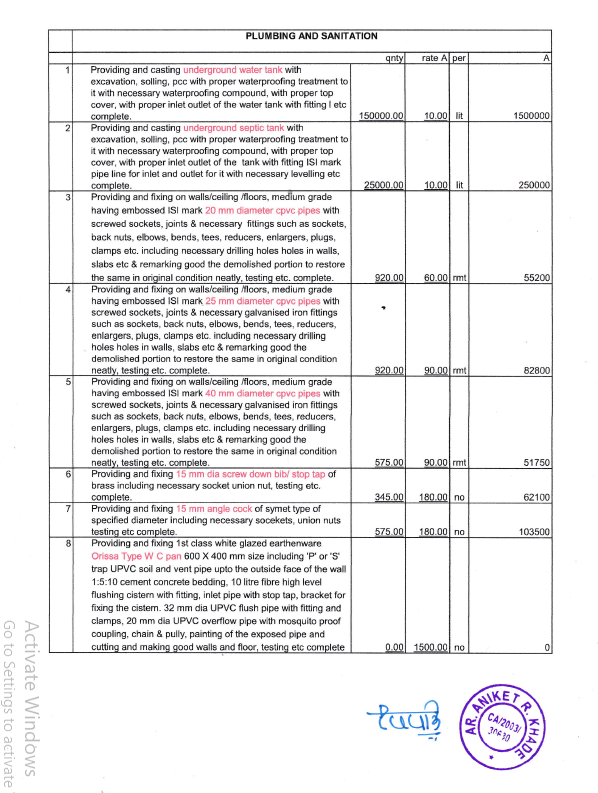 PLUMBING AND SANITATION
qnty rate A per A
1 Providing and casting underground water tank with
excavation, solling, pcc with proper waterproofing treatment to
it with necessary waterproofing compound, with proper top
cover, with proper inlet outlet of the water tank with fitting I etc
complete. 150000.00 10.00 lit 1500000
2 Providing and casting underground septic tank with
excavation, solling, pcc with proper waterproofing treatment to
it with necessary waterproofing compound, with proper top
cover, with proper inlet outlet of the tank with fitting ISI mark
pipe line for inlet and outlet for it with necessary levelling etc
complete. 25000.00 10.00 lit 250000
3 Providing and fixing on walls/ceiling /floors, medium grade
having embossed ISI mark 20 mm diameter cpvc pipes with
screwed sockets, joints & necessary fittings such as sockets,
back nuts, elbows, bends, tees, reducers, enlargers, plugs,
clamps etc. including necessary drilling holes holes in walls,
slabs etc & remarking good the demolished portion to restore
the same in original condition neatly, testing etc. complete. 920.00 60.00 rmt 55200
4 Providing and fixing on walls/ceiling /floors, medium grade
having embossed ISI mark 25 mm diameter cpvc pipes with
screwed sockets, joints & necessary galvanised iron fittings
such as sockets, back nuts, elbows, bends, tees, reducers,
enlargers, plugs, clamps etc. including necessary drilling
holes holes in walls, slabs etc & remarking good the
demolished portion to restore the same in original condition
neatly, testing etc. complete. 920.00 90.00 rmt 82800
5 Providing and fixing on walls/ceiling /floors, medium grade
having embossed ISI mark 40 mm diameter cpvc pipes with
screwed sockets, joints & necessary galvanised iron fittings
such as sockets, back nuts, elbows, bends, tees, reducers,
enlargers, plugs, clamps etc. including necessary drilling
holes holes in walls, slabs etc & remarking good the
demolished portion to restore the same in original condition
neatly, testing etc. complete. 575.00 90.00 rmt 51750
6 Providing and fixing 15 mm dia screw down bib/ stop tap of
brass including necessary socket union nut, testing etc.
complete. 345.00 180.00 no 62100
7 Providing and fixing 15 mm angle cock of symet type of
specified diameter including necessary socekets, union nuts
testing etc complete. 575.00 180.00 no 103500
8 Providing and fixing 1st class white glazed earthenware
Orissa Type W C pan 600 X 400 mm size including 'P' or 'S'
trap UPVC soil and vent pipe upto the outside face of the wall
1:5:10 cement concrete bedding, 10 litre fibre high level
flushing cistern with fitting, inlet pipe with stop tap, bracket for
fixing the cistern. 32 mm dia UPVC flush pipe with fitting and
clamps, 20 mm dia UPVC overflow pipe with mosquito proof
coupling, chain & pully, painting of the exposed pipe and
cutting and making good walls and floor, testing etc complete 0.00 1500.00 no 0
AR. ANIKET R. KHADE
CA/2003/
30630
Activate Windows
Go to Settings to activate